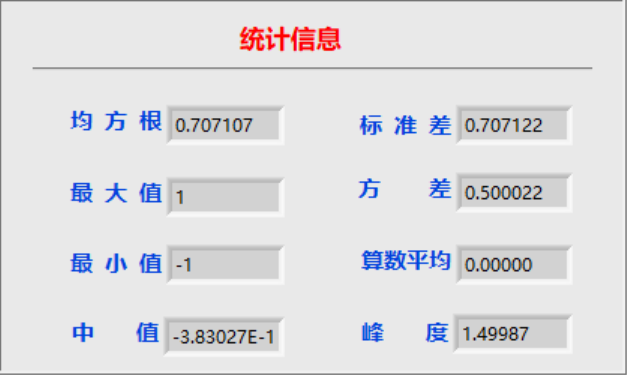 统计信息
均方根 0.707107 标准差 0.707122
最大值 1 方差 0.500022
最小值 -1 算数平均 0.00000
中值 -3.83027E-1 峰度 1.49987